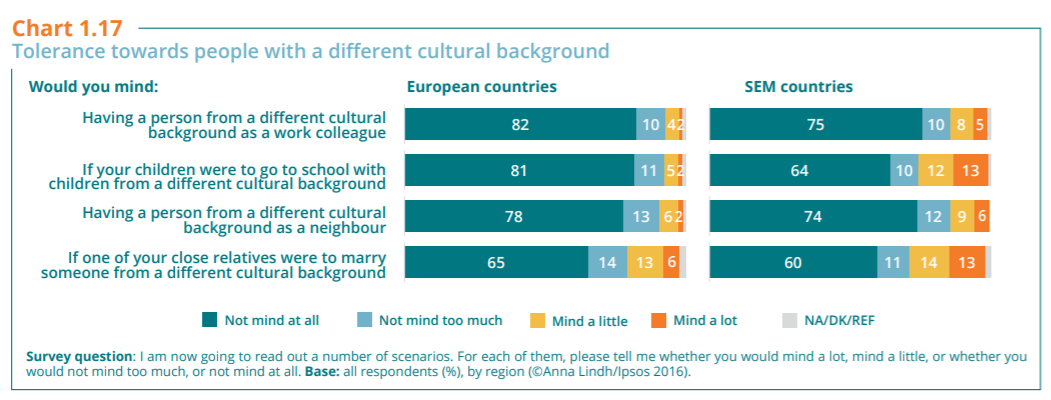 Chart 1.17
Tolerance towards people with a different cultural background
Would you mind:
European countries
SEM countries
Having a person from a different cultural
background as a work colleague
82 10 4 2
75 10 8 5
If your children were to go to school with
children from a different cultural background
81 11 5 2
64 10 12 13
Having a person from a different cultural
background as a neighbour
78 13 6 2
74 12 9 6
If one of your close relatives were to marry
someone from a different cultural background
65 14 13 6
60 11 14 13
Not mind at all
Not mind too much
Mind a little
Mind a lot
NA/DK/REF
Survey question: I am now going to read out a number of scenarios. For each of them, please tell me whether you would mind a lot, mind a little, or whether you
would not mind too much, or not mind at all. Base: all respondents (%), by region (©Anna Lindh/Ipsos 2016).